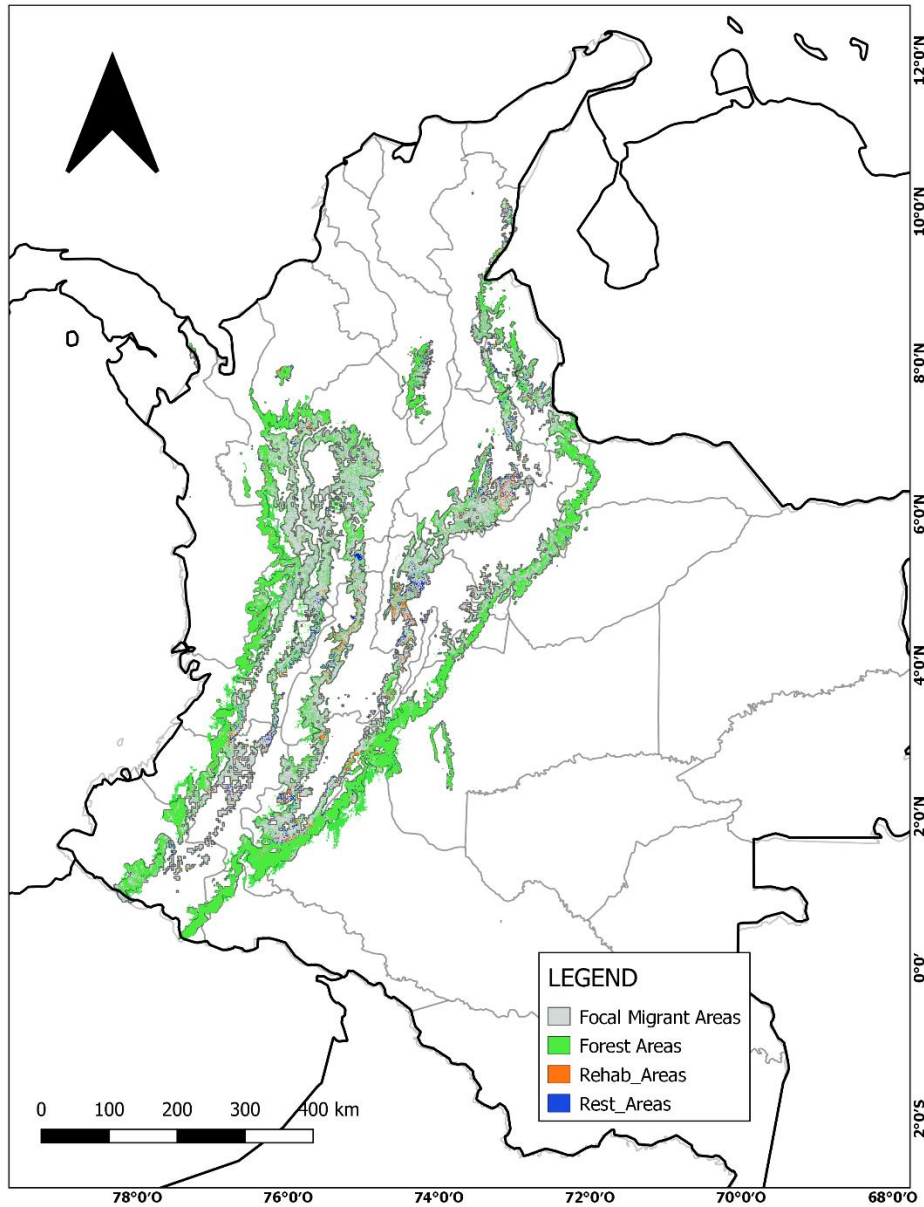 12°0'N
10°0'N
8°0'N
6°0'N
4°0'N
2°0'N
0°0'
2°0'S
LEGEND
Focal Migrant Areas
Forest Areas
Rehab_Areas
Rest_Areas
0 100 200 300 400 km
78°0'O 76°0'O 74°0'O 72°0'O 70°0'O 68°0'O